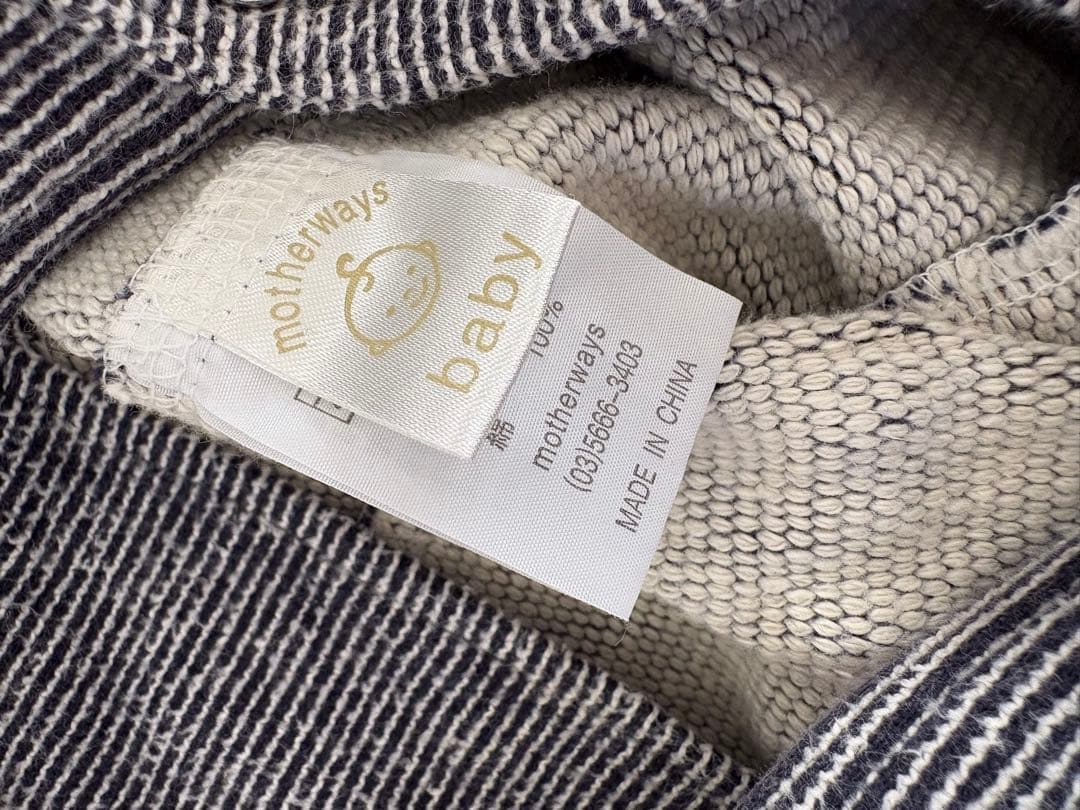 motherways
baby
綿 100%
motherways
(03)5666-3403
MADE IN CHINA